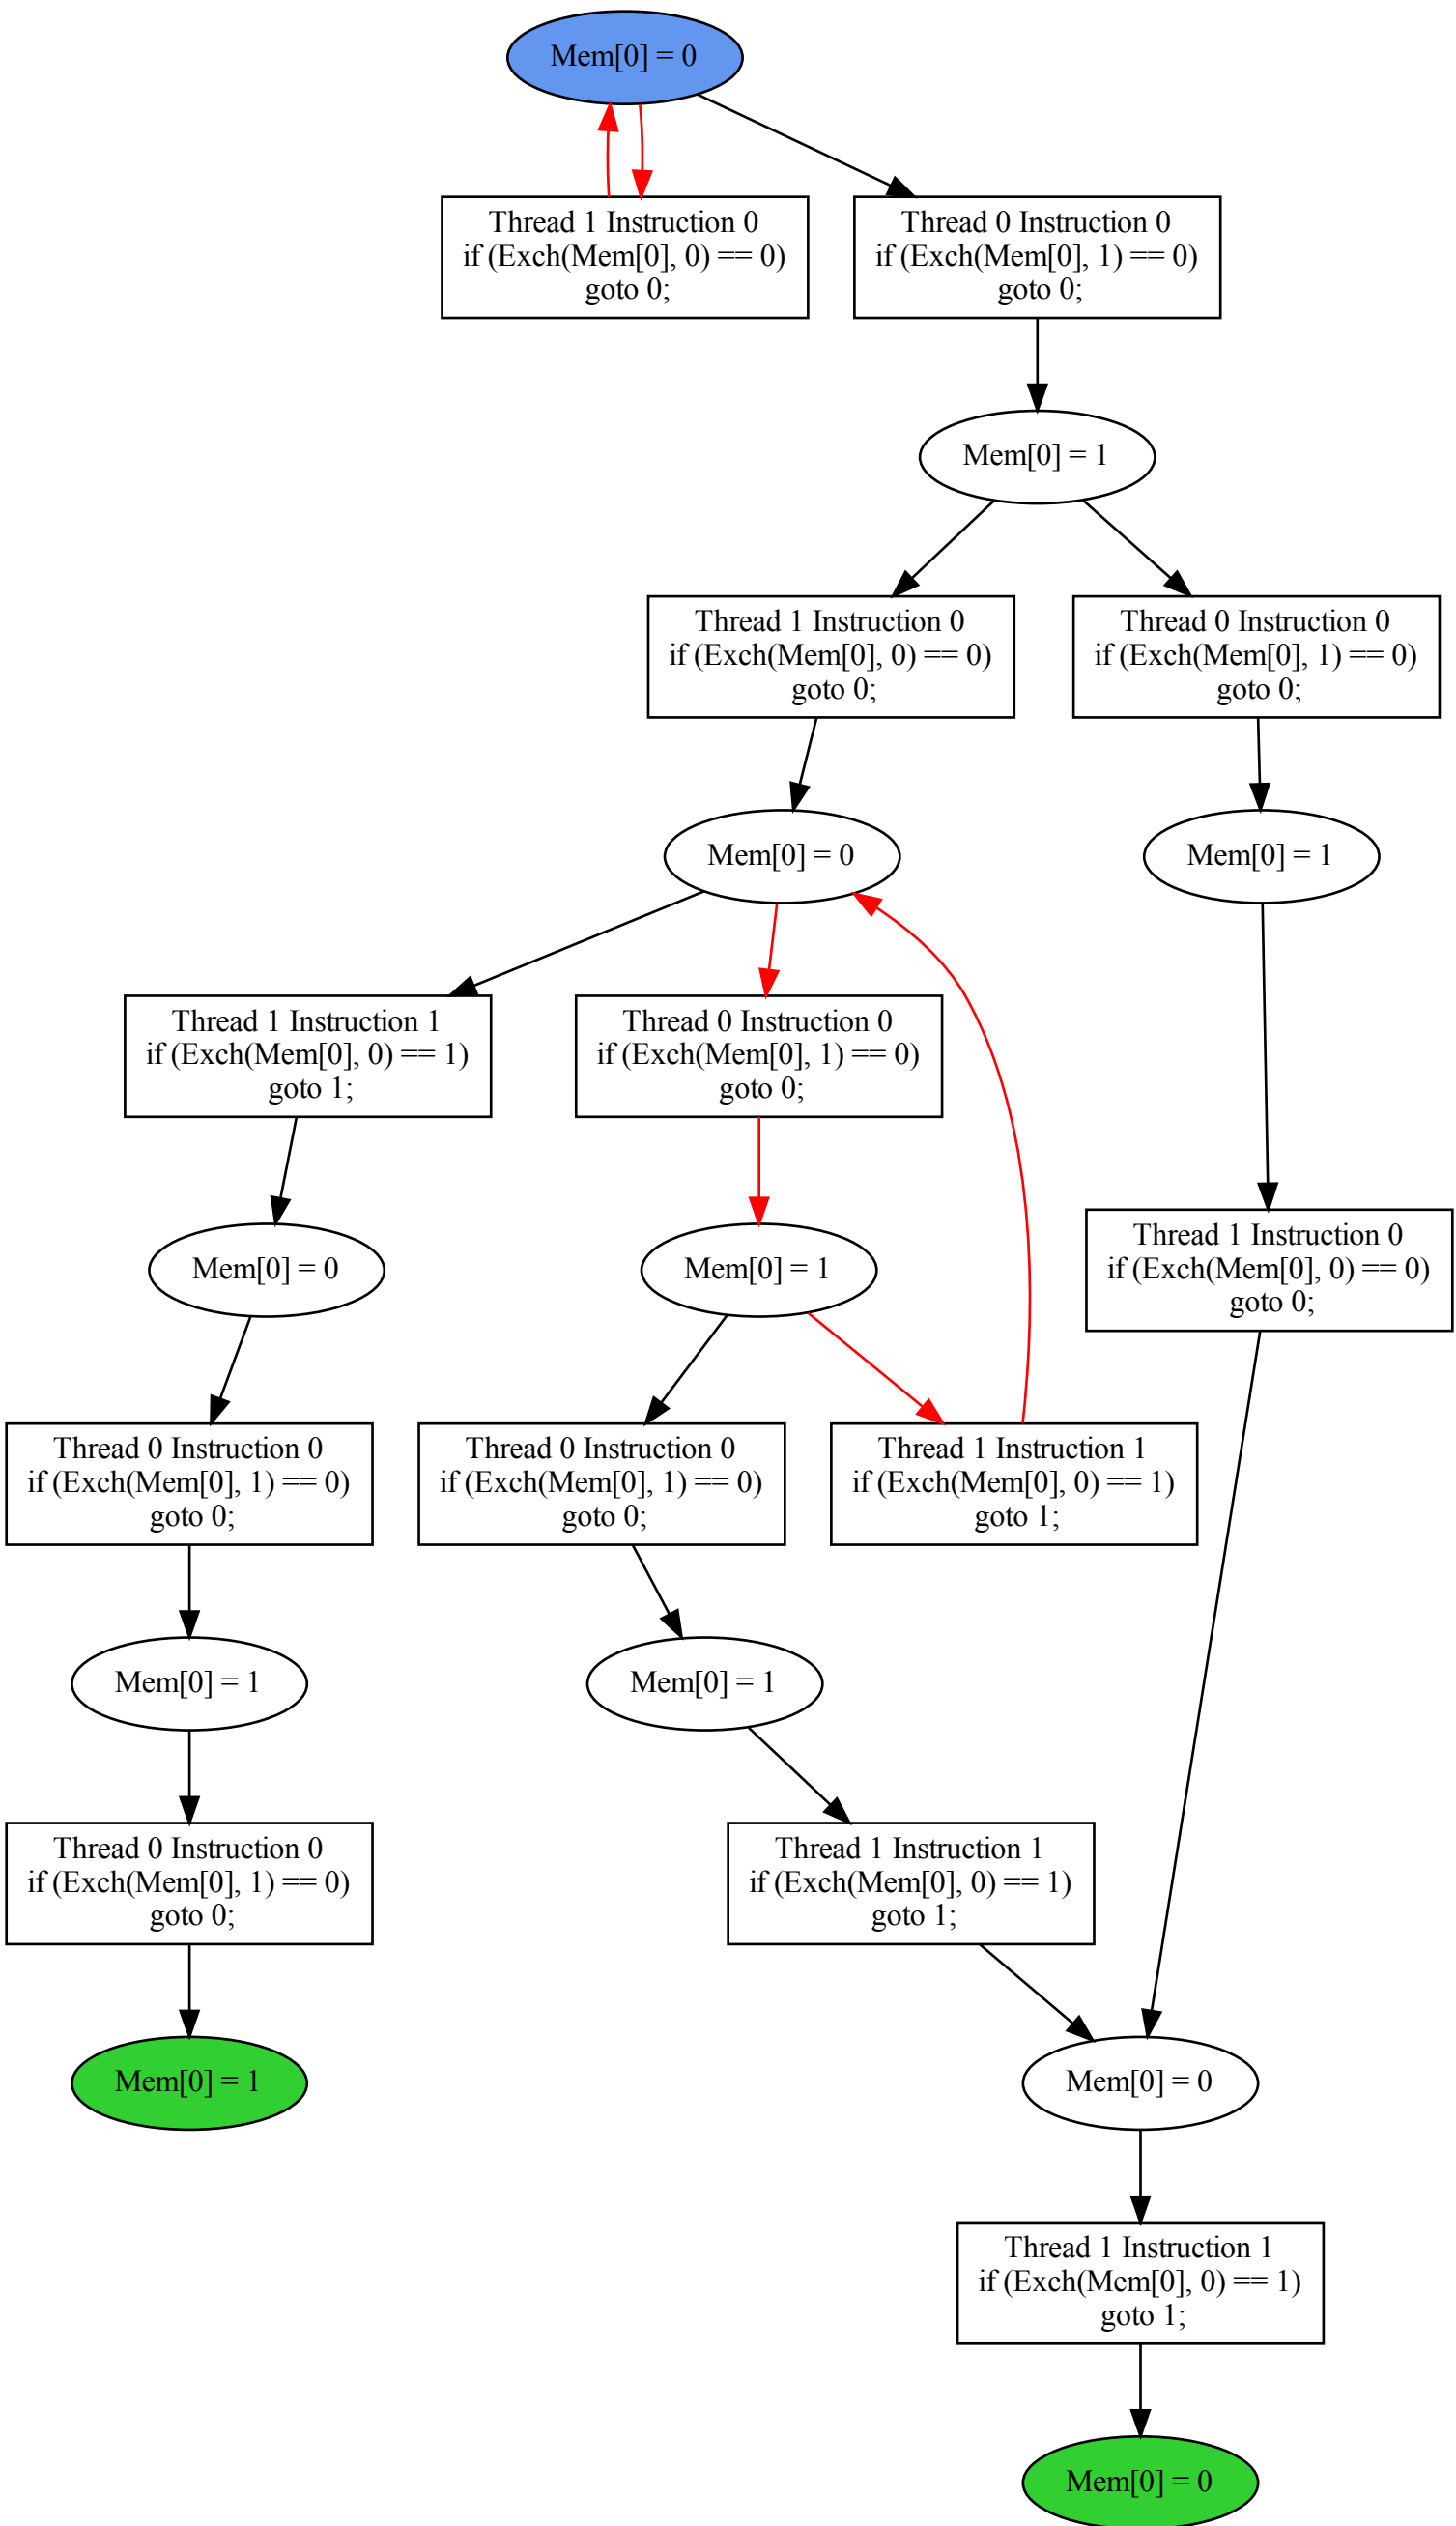 Mem[0] = 0
Thread 1 Instruction 0
if (Exch(Mem[0], 0) == 0)
goto 0;
Thread 0 Instruction 0
if (Exch(Mem[0], 1) == 0)
goto 0;
Mem[0] = 1
Thread 1 Instruction 0
if (Exch(Mem[0], 0) == 0)
goto 0;
Thread 0 Instruction 0
if (Exch(Mem[0], 1) == 0)
goto 0;
Mem[0] = 0
Mem[0] = 1
Thread 1 Instruction 1
if (Exch(Mem[0], 0) == 1)
goto 1;
Thread 0 Instruction 0
if (Exch(Mem[0], 1) == 0)
goto 0;
Mem[0] = 0
Mem[0] = 1
Thread 1 Instruction 0
if (Exch(Mem[0], 0) == 0)
goto 0;
Thread 0 Instruction 0
if (Exch(Mem[0], 1) == 0)
goto 0;
Thread 0 Instruction 0
if (Exch(Mem[0], 1) == 0)
goto 0;
Thread 1 Instruction 1
if (Exch(Mem[0], 0) == 1)
goto 1;
Mem[0] = 1
Mem[0] = 1
Thread 0 Instruction 0
if (Exch(Mem[0], 1) == 0)
goto 0;
Thread 1 Instruction 1
if (Exch(Mem[0], 0) == 1)
goto 1;
Mem[0] = 1
Mem[0] = 0
Thread 1 Instruction 1
if (Exch(Mem[0], 0) == 1)
goto 1;
Mem[0] = 0